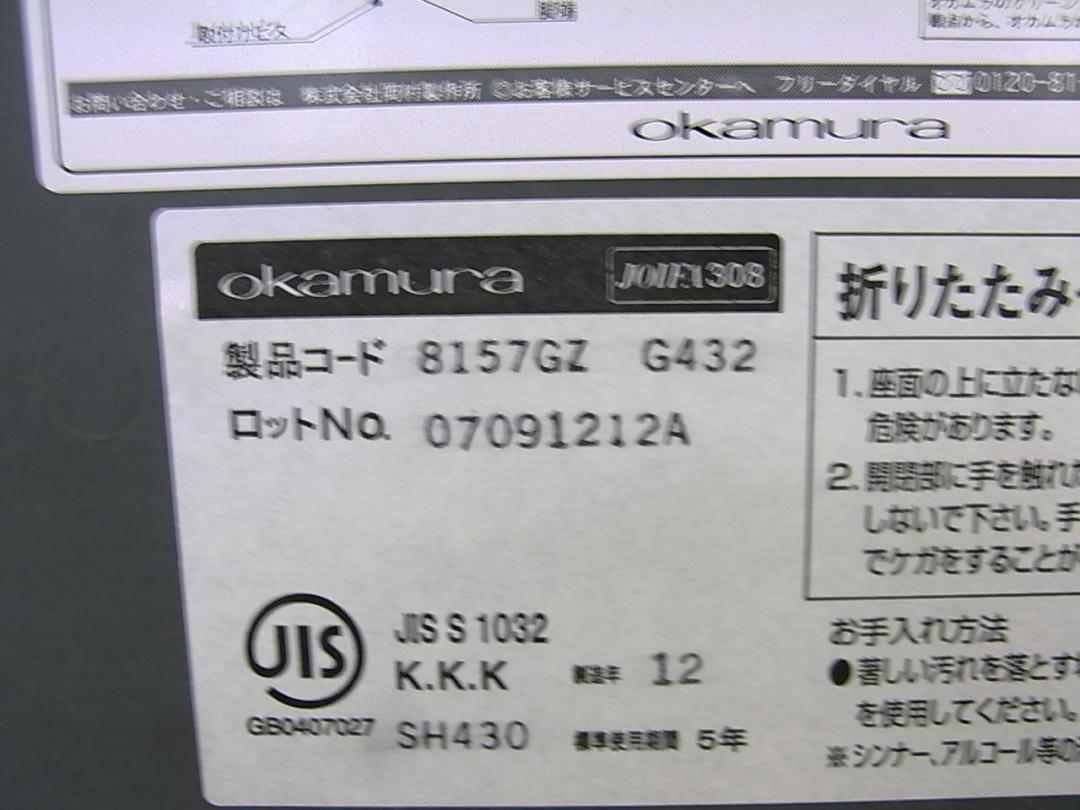 取付カビス
脚端
お問い合わせ・ご相談は 株式会社岡村製作所 ◎お客様サービスセンターへ フリーダイヤル 0120-81
okamura
okamura JOIFA308
製品コード 8157GZ G432
ロットNo. 07091212A
JIS
GB0407027
JIS S 1032
K.K.K 製造年 12
SH430 標準使用期間 5年
折りたたみ
1.座面の上に立たな
危険があります。
2.開閉部に手を触れ
しないで下さい。手
でケガをすることが
お手入れ方法
●著しい汚れを落とす
を使用してください。
※シンナー、アルコール等の